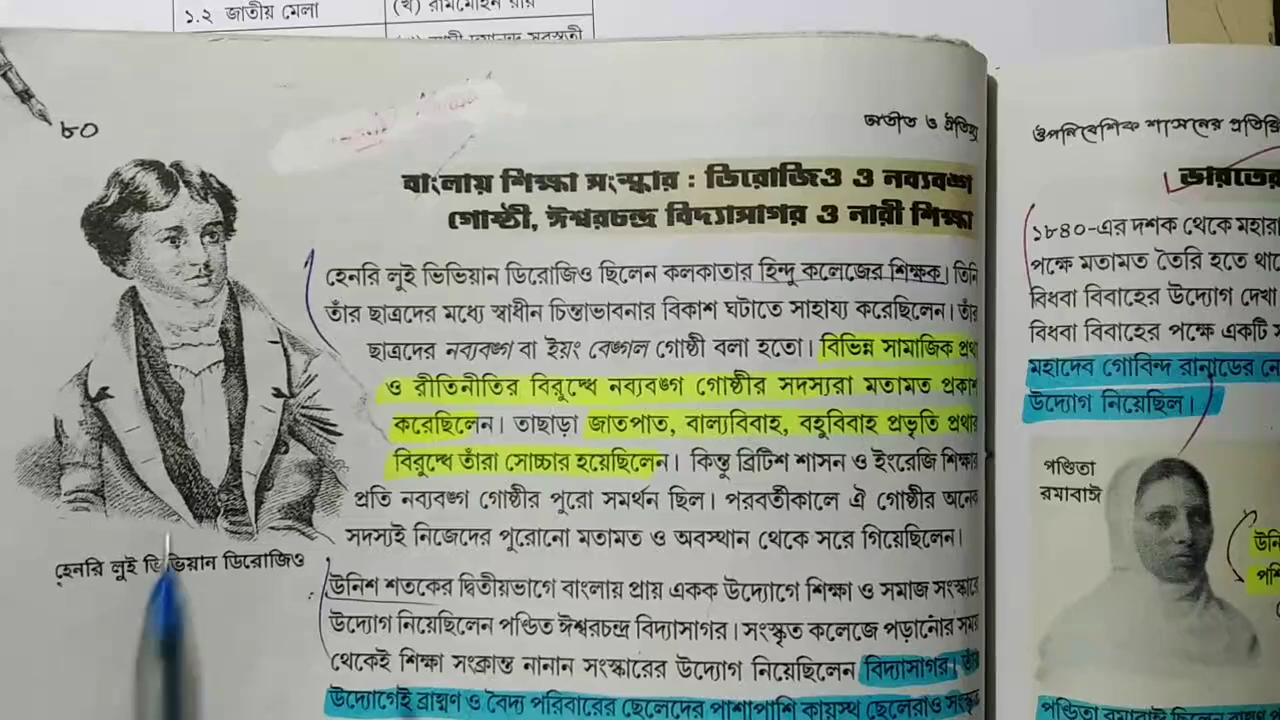 ১.২ জাতীয় মেলা
(খ) রামমোহন রায়
৮০
অতীত ও ঐতিহ্য
বাংলায় শিক্ষা সংস্কার : ডিরোজিও ও নব্যবঙ্গ
গোষ্ঠী, ঈশ্বরচন্দ্র বিদ্যাসাগর ও নারী শিক্ষা
হেনরি লুই ভিভিয়ান ডিরোজিও ছিলেন কলকাতার হিন্দু কলেজের শিক্ষক। তিনি
তাঁর ছাত্রদের মধ্যে স্বাধীন চিন্তাভাবনার বিকাশ ঘটাতে সাহায্য করেছিলেন। তাঁর
ছাত্রদের নব্যবঙ্গ বা ইয়ং বেঙ্গল গোষ্ঠী বলা হতো। বিভিন্ন সামাজিক প্রথা
ও রীতিনীতির বিরুদ্ধে নব্যবঙ্গ গোষ্ঠীর সদস্যরা মতামত প্রকাশ
করেছিলেন। তাছাড়া জাতপাত, বাল্যবিবাহ, বহুবিবাহ প্রভৃতি প্রথার
বিরুদ্ধে তাঁরা সোচ্চার হয়েছিলেন। কিন্তু ব্রিটিশ শাসন ও ইংরেজি শিক্ষার
প্রতি নব্যবঙ্গ গোষ্ঠীর পুরো সমর্থন ছিল। পরবর্তীকালে ঐ গোষ্ঠীর অনেক
সদস্যই নিজেদের পুরোনো মতামত ও অবস্থান থেকে সরে গিয়েছিলেন।
হেনরি লুই ভিভিয়ান ডিরোজিও
উনিশ শতকের দ্বিতীয়ভাগে বাংলায় প্রায় একক উদ্যোগে শিক্ষা ও সমাজ সংস্কারে
উদ্যোগ নিয়েছিলেন পণ্ডিত ঈশ্বরচন্দ্র বিদ্যাসাগর। সংস্কৃত কলেজে পড়ানোর সময়
থেকেই শিক্ষা সংক্রান্ত নানান সংস্কারের উদ্যোগ নিয়েছিলেন বিদ্যাসাগর। তাঁর
উদ্যোগেই ব্রাহ্মণ ও বৈদ্য পরিবারের ছেলেদের পাশাপাশি কায়স্থ ছেলেরাও সংস্কৃত
ঔপনিবেশিক শাসনের
ভারতের
১৮৪০-এর দশক থেকে
পক্ষে মতামত তৈরি হতে
বিধবা বিবাহের উদ্যোগ দেখা
বিধবা বিবাহের পক্ষে একটি
মহাদেব গোবিন্দ রানাডের
উদ্যোগ নিয়েছিল।
পণ্ডিতা
রমাবাঈ